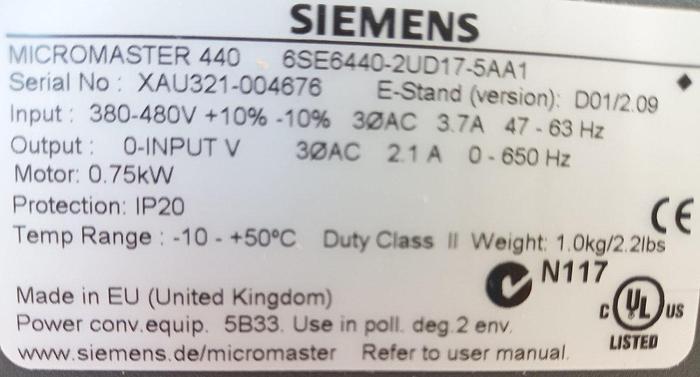 SIEMENS
MICROMASTER 440 6SE6440-2UD17-5AA1
Serial No : XAU321-004676 E-Stand (version): D01/2.09
Input : 380-480V +10% -10% 3ØAC 3.7A 47 - 63 Hz
Output : 0-INPUT V 3ØAC 2.1 A 0 - 650 Hz
Motor: 0.75kW
Protection: IP20
CE
Temp Range : -10 - +50°C Duty Class II Weight: 1.0kg/2.2lbs
N117
Made in EU (United Kingdom)
C UL US
Power conv.equip. 5B33. Use in poll. deg.2 env.
LISTED
www.siemens.de/micromaster Refer to user manual.